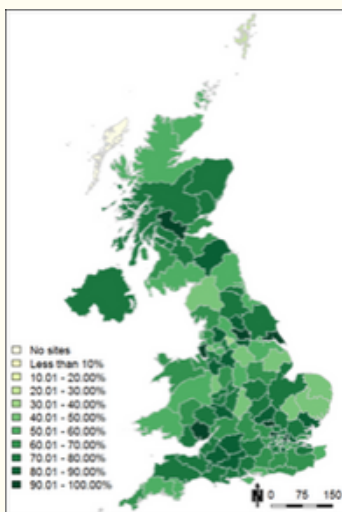 No sites
Less than 10%
10.01 - 20.00%
20.01 - 30.00%
30.01 - 40.00%
40.01 - 50.00%
50.01 - 60.00%
60.01 - 70.00%
70.01 - 80.00%
80.01 - 90.00%
90.01 - 100.00%
N
0 75 150